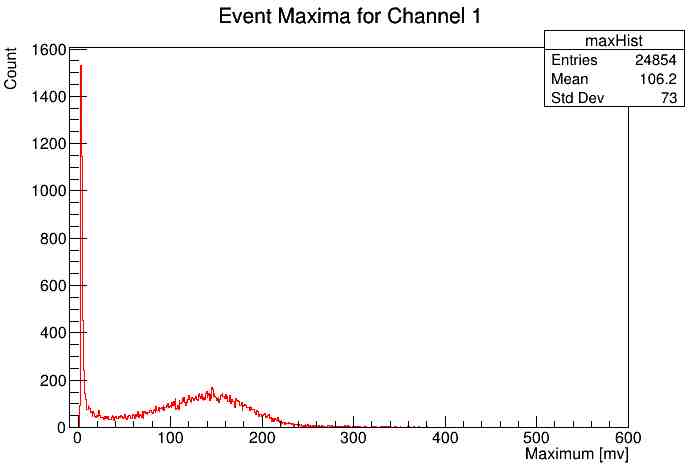 Event Maxima for Channel 1
maxHist
Entries 24854
Mean 106.2
Std Dev 73
Count
1600
1400
1200
1000
800
600
400
200
0
0 100 200 300 400 500 600
Maximum [mv]